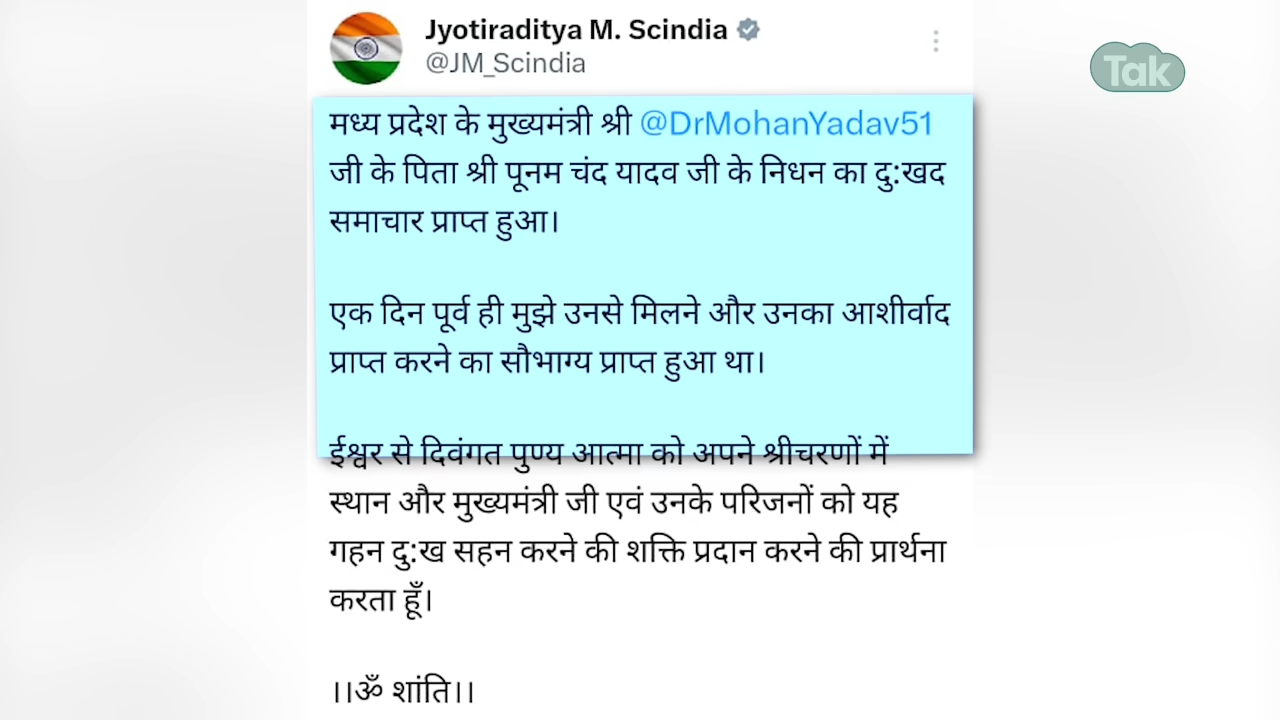 Jyotiraditya M. Scindia
@JM_Scindia
Tak
मध्य प्रदेश के मुख्यमंत्री श्री @DrMohanYadav51
जी के पिता श्री पूनम चंद यादव जी के निधन का दु:खद
समाचार प्राप्त हुआ।
एक दिन पूर्व ही मुझे उनसे मिलने और उनका आशीर्वाद
प्राप्त करने का सौभाग्य प्राप्त हुआ था।
ईश्वर से दिवंगत पुण्य आत्मा को अपने श्रीचरणों में
स्थान और मुख्यमंत्री जी एवं उनके परिजनों को यह
गहन दु:ख सहन करने की शक्ति प्रदान करने की प्रार्थना
करता हूँ।
।।ॐ शांति।।